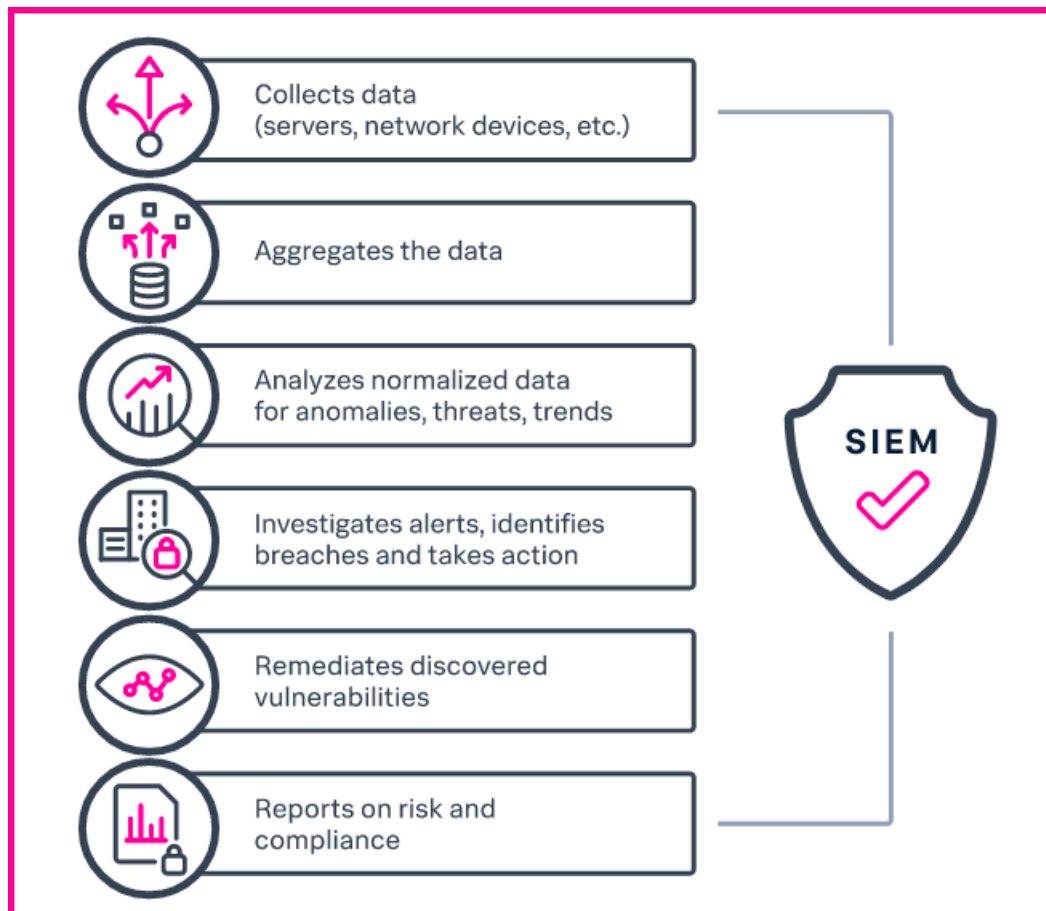 Collects data
(servers, network devices, etc.)
Aggregates the data
Analyzes normalized data
for anomalies, threats, trends
Investigates alerts, identifies
breaches and takes action
Remediates discovered
vulnerabilities
Reports on risk and
compliance
SIEM